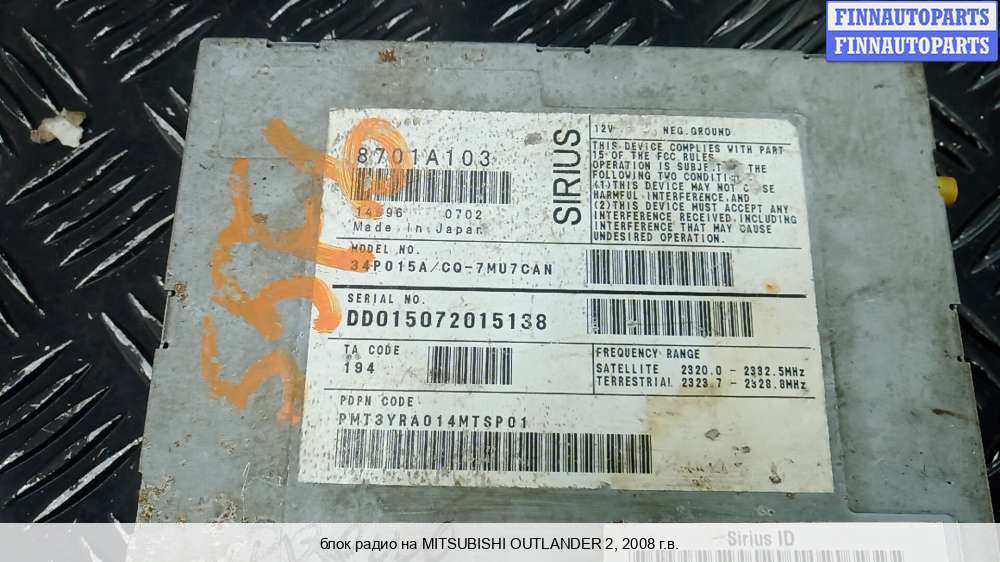 FINNAUTOPARTS
FINNAUTOPARTS
8701A103
0702
Made In Japan
SIRIUS
12V NEG.GROUND
THIS DEVICE COMPLIES WITH PART
15 OF THE FCC RULES.
OPERATION IS THE
FOLLOWING TWO
(1)THIS DEVICE MAY NOT
HARMFUL INTERFERENCE,AND
(2)THIS DEVICE MUST ACCEPT ANY
INTERFERENCE RECEIVED,INCLUDING
INTERFERENCE THAT MAY CAUSE
UNDESIRED OPERATION.
MODEL NO.
34P015A/CQ-7MU7CAN
SERIAL NO.
DD015072015138
TA CODE
194
FREQUENCY RANGE
SATELLITE 2320.0 - 2332.5MHz
TERRESTRIAL 2323.7 - 2328.8MHz
PDPN CODE
PMT3YRA014MTSP01
Sirius ID
блок радио на MITSUBISHI OUTLANDER 2, 2008 г.в.